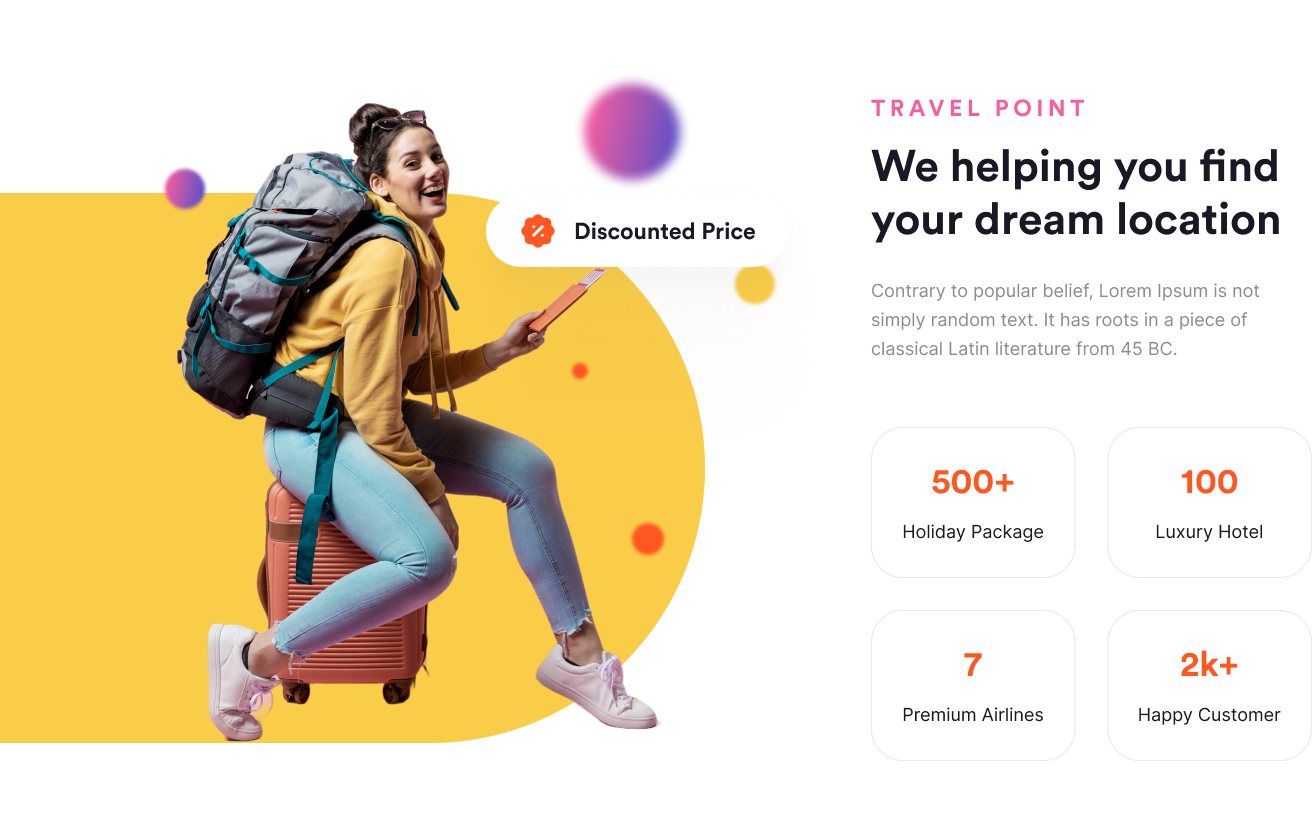 TRAVEL POINT
We helping you find
your dream location
Discounted Price
Contrary to popular belief, Lorem Ipsum is not
simply random text. It has roots in a piece of
classical Latin literature from 45 BC.
500+
Holiday Package
100
Luxury Hotel
7
Premium Airlines
2k+
Happy Customer